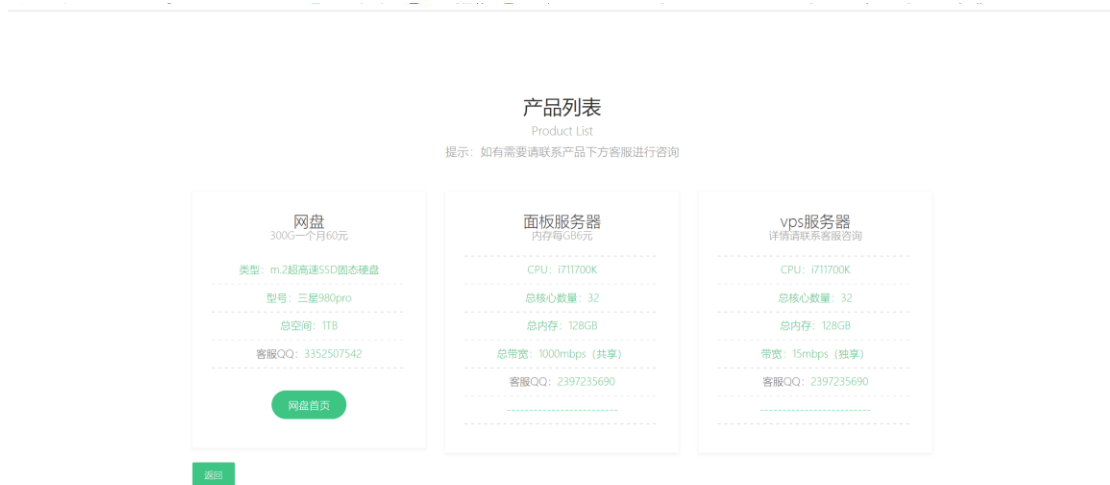 产品列表
Product List
提示：如有需要请联系产品下方客服进行咨询
网盘
300G一个月60元
类型：m.2超高速SSD固态硬盘
型号：三星980pro
总空间：1TB
客服QQ：3352507542
网盘首页
面板服务器
内存每G86元
CPU：i711700K
总核心数量：32
总内存：128GB
总带宽：1000mbps（共享）
客服QQ：2397235690
------------------------
vps服务器
详情请联系客服咨询
CPU：i711700K
总核心数量：32
总内存：128GB
带宽：15mbps（独享）
客服QQ：2397235690
------------------------
返回